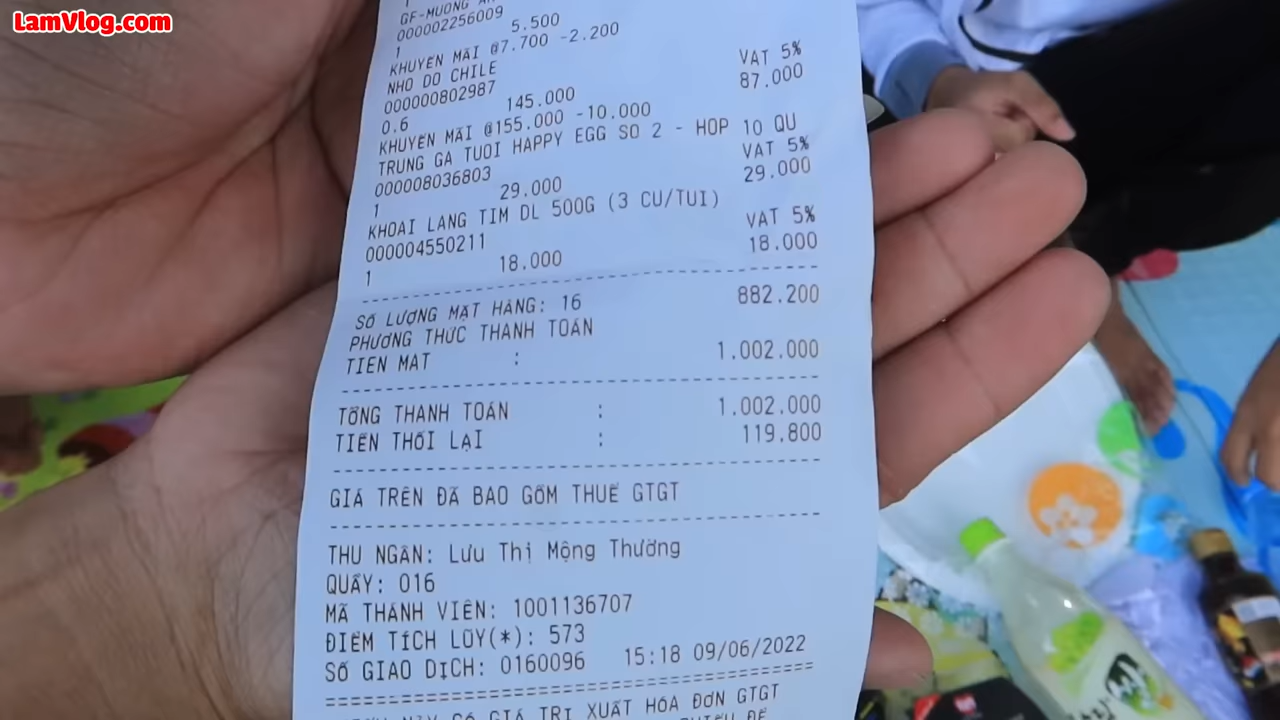 LamVlog.com
GF-MUONG
000002256009
1 5.500
KHUYEN MÃI @7.700 -2.200
NHO DO CHILE VAT 5%
000000802987 87.000
0.6 145.000
KHUYEN MÃI @155.000 -10.000
TRUNG GA TUOI HAPPY EGG SO 2 - HOP 10 QU
000008036803 VAT 5%
1 29.000 29.000
KHOAI LANG TIM DL 500G (3 CU/TUI)
000004550211 VAT 5%
1 18.000 18.000
SỐ LƯỢNG MẶT HÀNG: 16 882.200
PHƯƠNG THỨC THANH TOÁN
TIEN MAT : 1.002.000
TỔNG THANH TOÁN : 1.002.000
TIỀN THỐI LẠI : 119.800
GIÁ TRÊN ĐÃ BAO GỒM THUẾ GTGT
THU NGÂN: Lưu Thị Mộng Thường
QUẦY: 016
MÃ THÀNH VIÊN: 1001136707
ĐIỂM TÍCH LŨY(*): 573
SỐ GIAO DỊCH: 0160096 15:18 09/06/2022
CÓ GIÁ TRỊ XUẤT HÓA ĐƠN GTGT